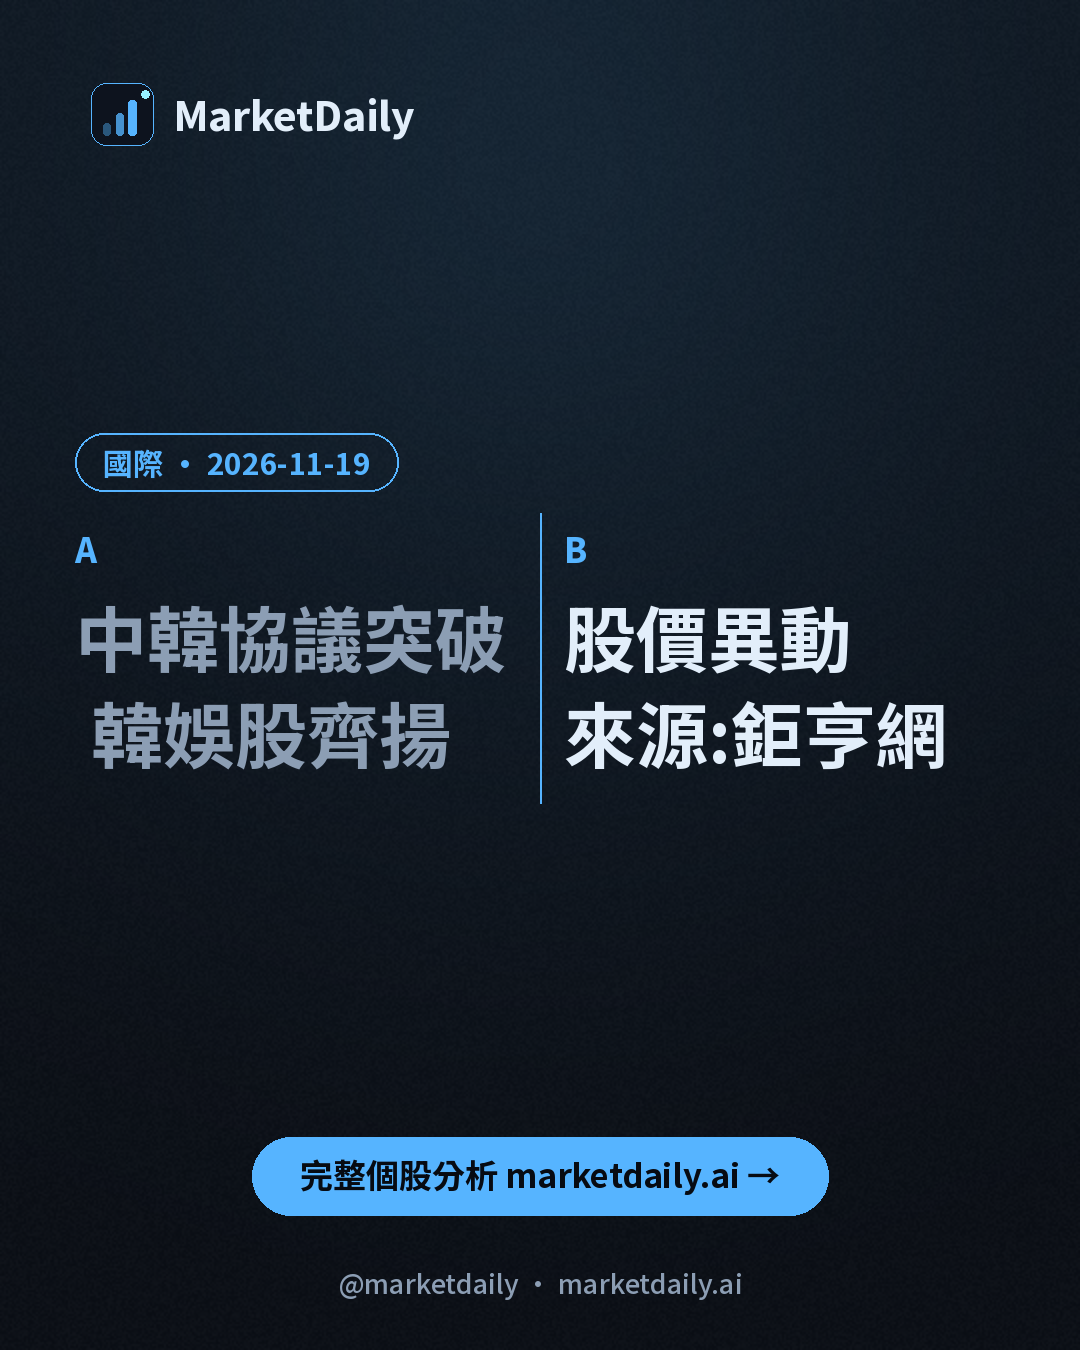 MarketDaily
國際 • 2026-11-19
A
中韓協議突破
韓娛股齊揚
B
股價異動
來源:鉅亨網
完整個股分析 marketdaily.ai →
@marketdaily • marketdaily.ai